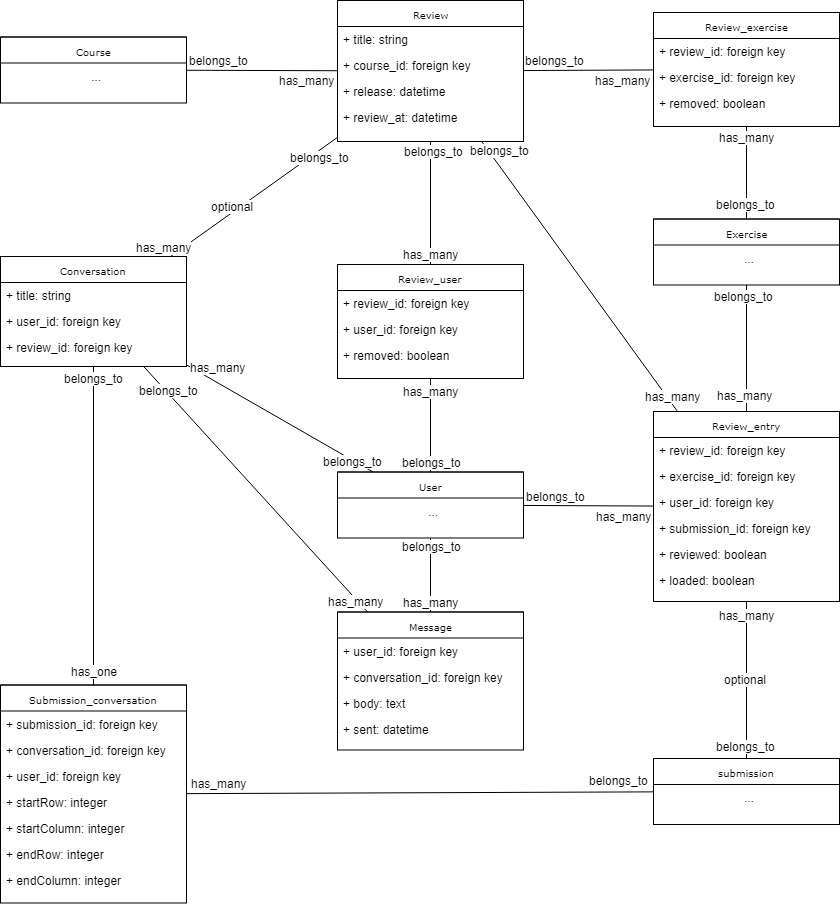 Review
+ title: string
+ course_id: foreign key
+ release: datetime
+ review_at: datetime
Review_exercise
+ review_id: foreign key
+ exercise_id: foreign key
+ removed: boolean
Course
...
belongs_to
has_many
belongs_to
has_many
belongs_to
optional
has_many
belongs_to
has_many
belongs_to
has_many
has_many
belongs_to
Exercise
...
belongs_to
has_many
Conversation
+ title: string
+ user_id: foreign key
+ review_id: foreign key
Review_user
+ review_id: foreign key
+ user_id: foreign key
+ removed: boolean
belongs_to
belongs_to
has_many
has_many
belongs_to
belongs_to
User
...
belongs_to
has_many
Review_entry
+ review_id: foreign key
+ exercise_id: foreign key
+ user_id: foreign key
+ submission_id: foreign key
+ reviewed: boolean
+ loaded: boolean
belongs_to
has_many
has_many
Message
+ user_id: foreign key
+ conversation_id: foreign key
+ body: text
+ sent: datetime
has_many
optional
belongs_to
has_one
Submission_conversation
+ submission_id: foreign key
+ conversation_id: foreign key
+ user_id: foreign key
+ startRow: integer
+ startColumn: integer
+ endRow: integer
+ endColumn: integer
has_many
belongs_to
submission
...